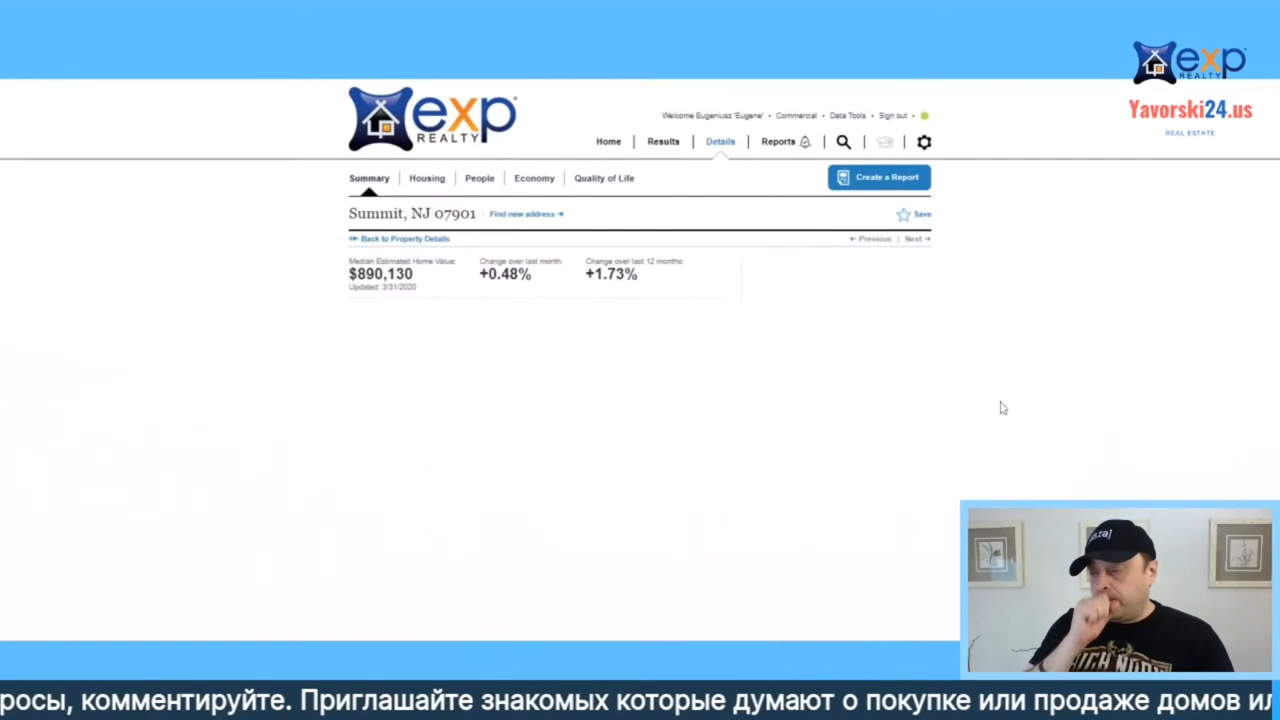 exp
REALTY
Yavorski24.us
REAL ESTATE
exp
REALTY
Welcome Eugeniusz 'Eugene' • Commercial • Data Tools • Sign out •
Home | Results | Details | Reports
Summary | Housing | People | Economy | Quality of Life
Create a Report
Summit, NJ 07901 | Find new address
Save
Back to Property Details
Previous | Next
Median Estimated Home Value: Change over last month: Change over last 12 months:
$890,130 +0.48% +1.73%
Updated: 3/31/2020
HIGH NORTH
росы, комментируйте. Приглашайте знакомых которые думают о покупке или продаже домов ил